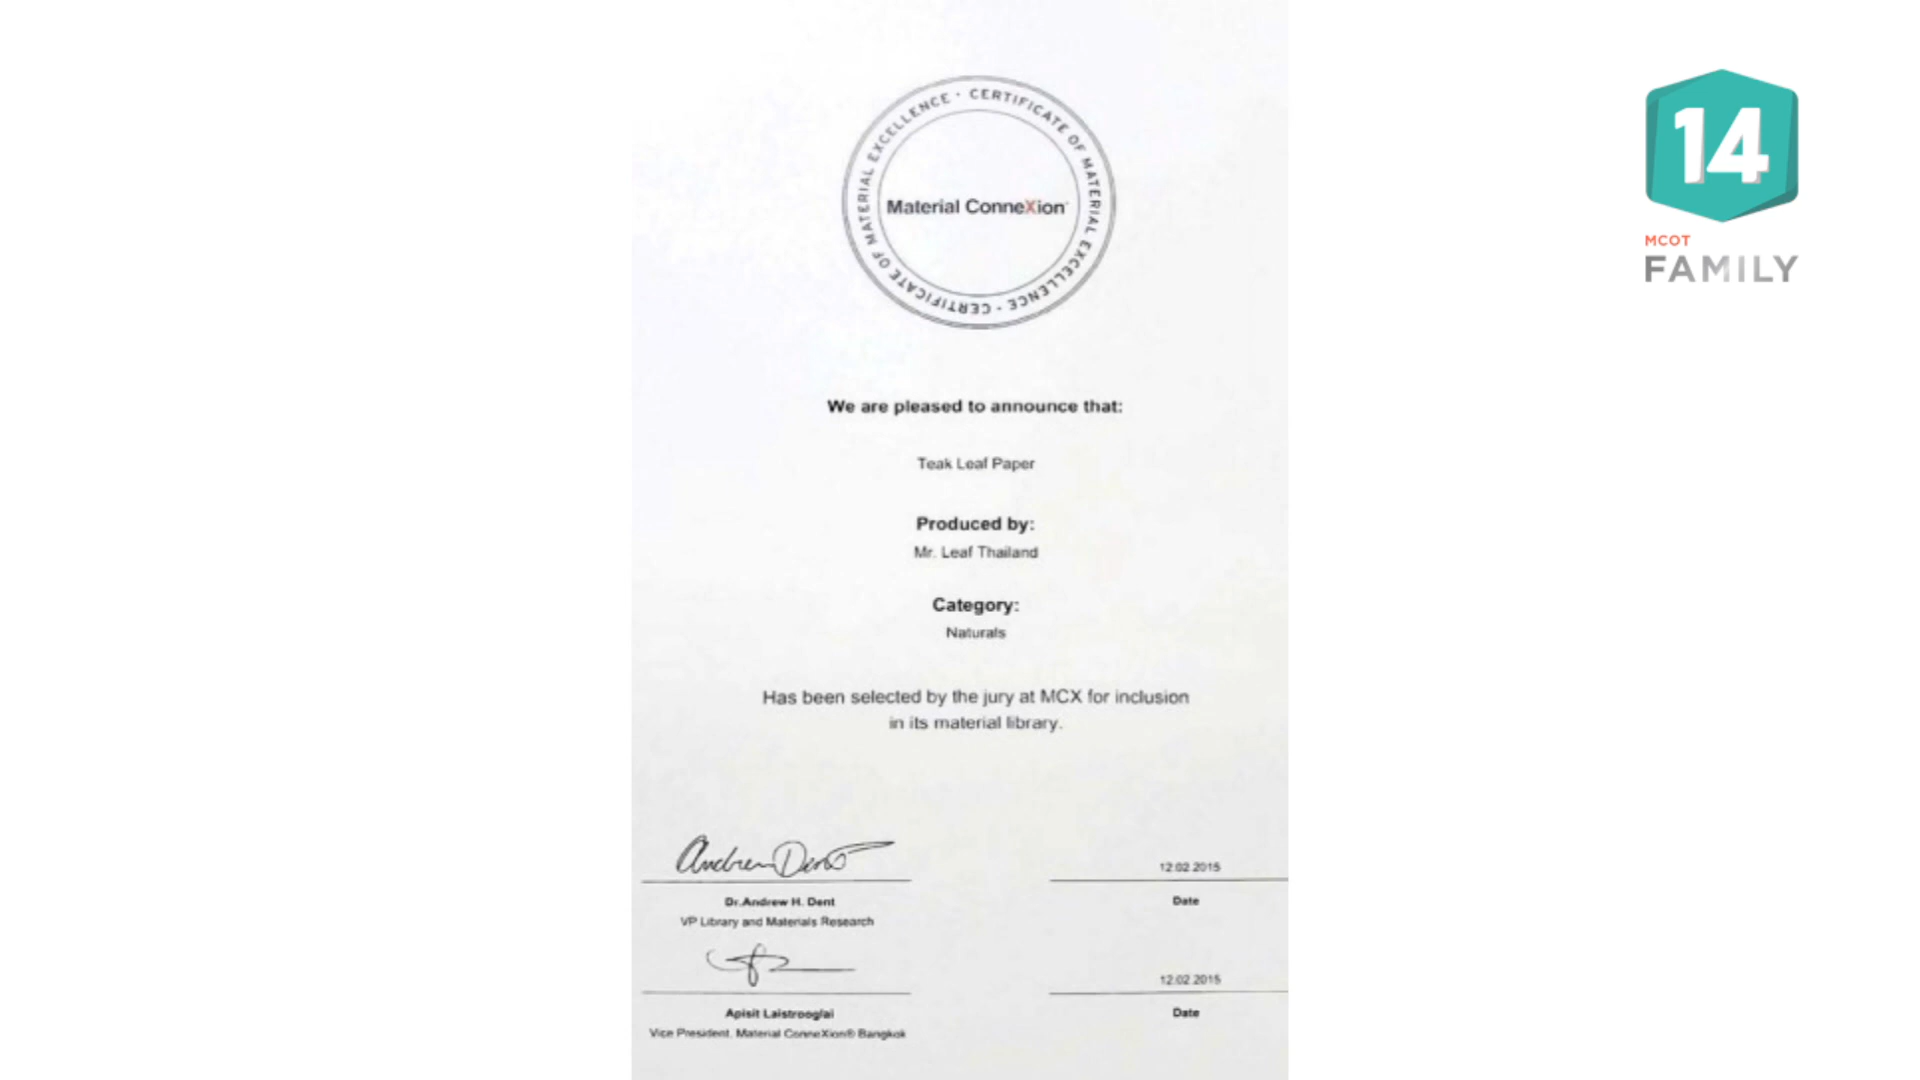 CERTIFICATE OF MATERIAL EXCELLENCE · CERTIFICATE OF MATERIAL EXCELLENCE ·
Material ConneXion
14
MCOT
FAMILY
We are pleased to announce that:
Teak Leaf Paper
Produced by:
Mr. Leaf Thailand
Category:
Naturals
Has been selected by the jury at MCX for inclusion
in its material library.
Andrew Dent
12.02.2015
Dr.Andrew H. Dent
Date
VP Library and Materials Research
12.02.2015
Apisit Laistrooglai
Date
Vice President, Material ConneXion® Bangkok